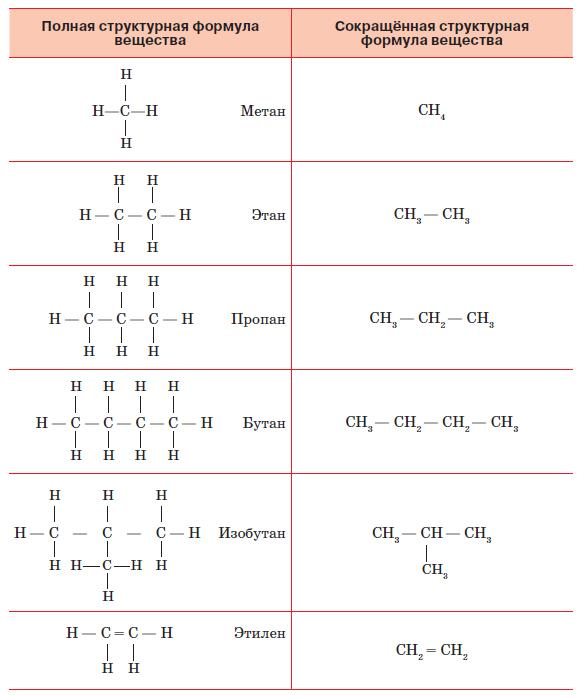 Полная структурная формула
вещества
Сокращённая структурная
формула вещества
H
H—C—H
H
Метан
CH₄
H H
H — C — C — H
H H
Этан
CH₃ — CH₃
H H H
H — C — C — C — H
H H H
Пропан
CH₃ — CH₂ — CH₃
H H H H
H — C — C — C — C — H
H H H H
Бутан
CH₃ — CH₂ — CH₂ — CH₃
H H H
H — C — C — C — H
H H—C—H H
H
Изобутан
CH₃ — CH — CH₃
CH₃
H — C = C — H
H H
Этилен
CH₂ = CH₂